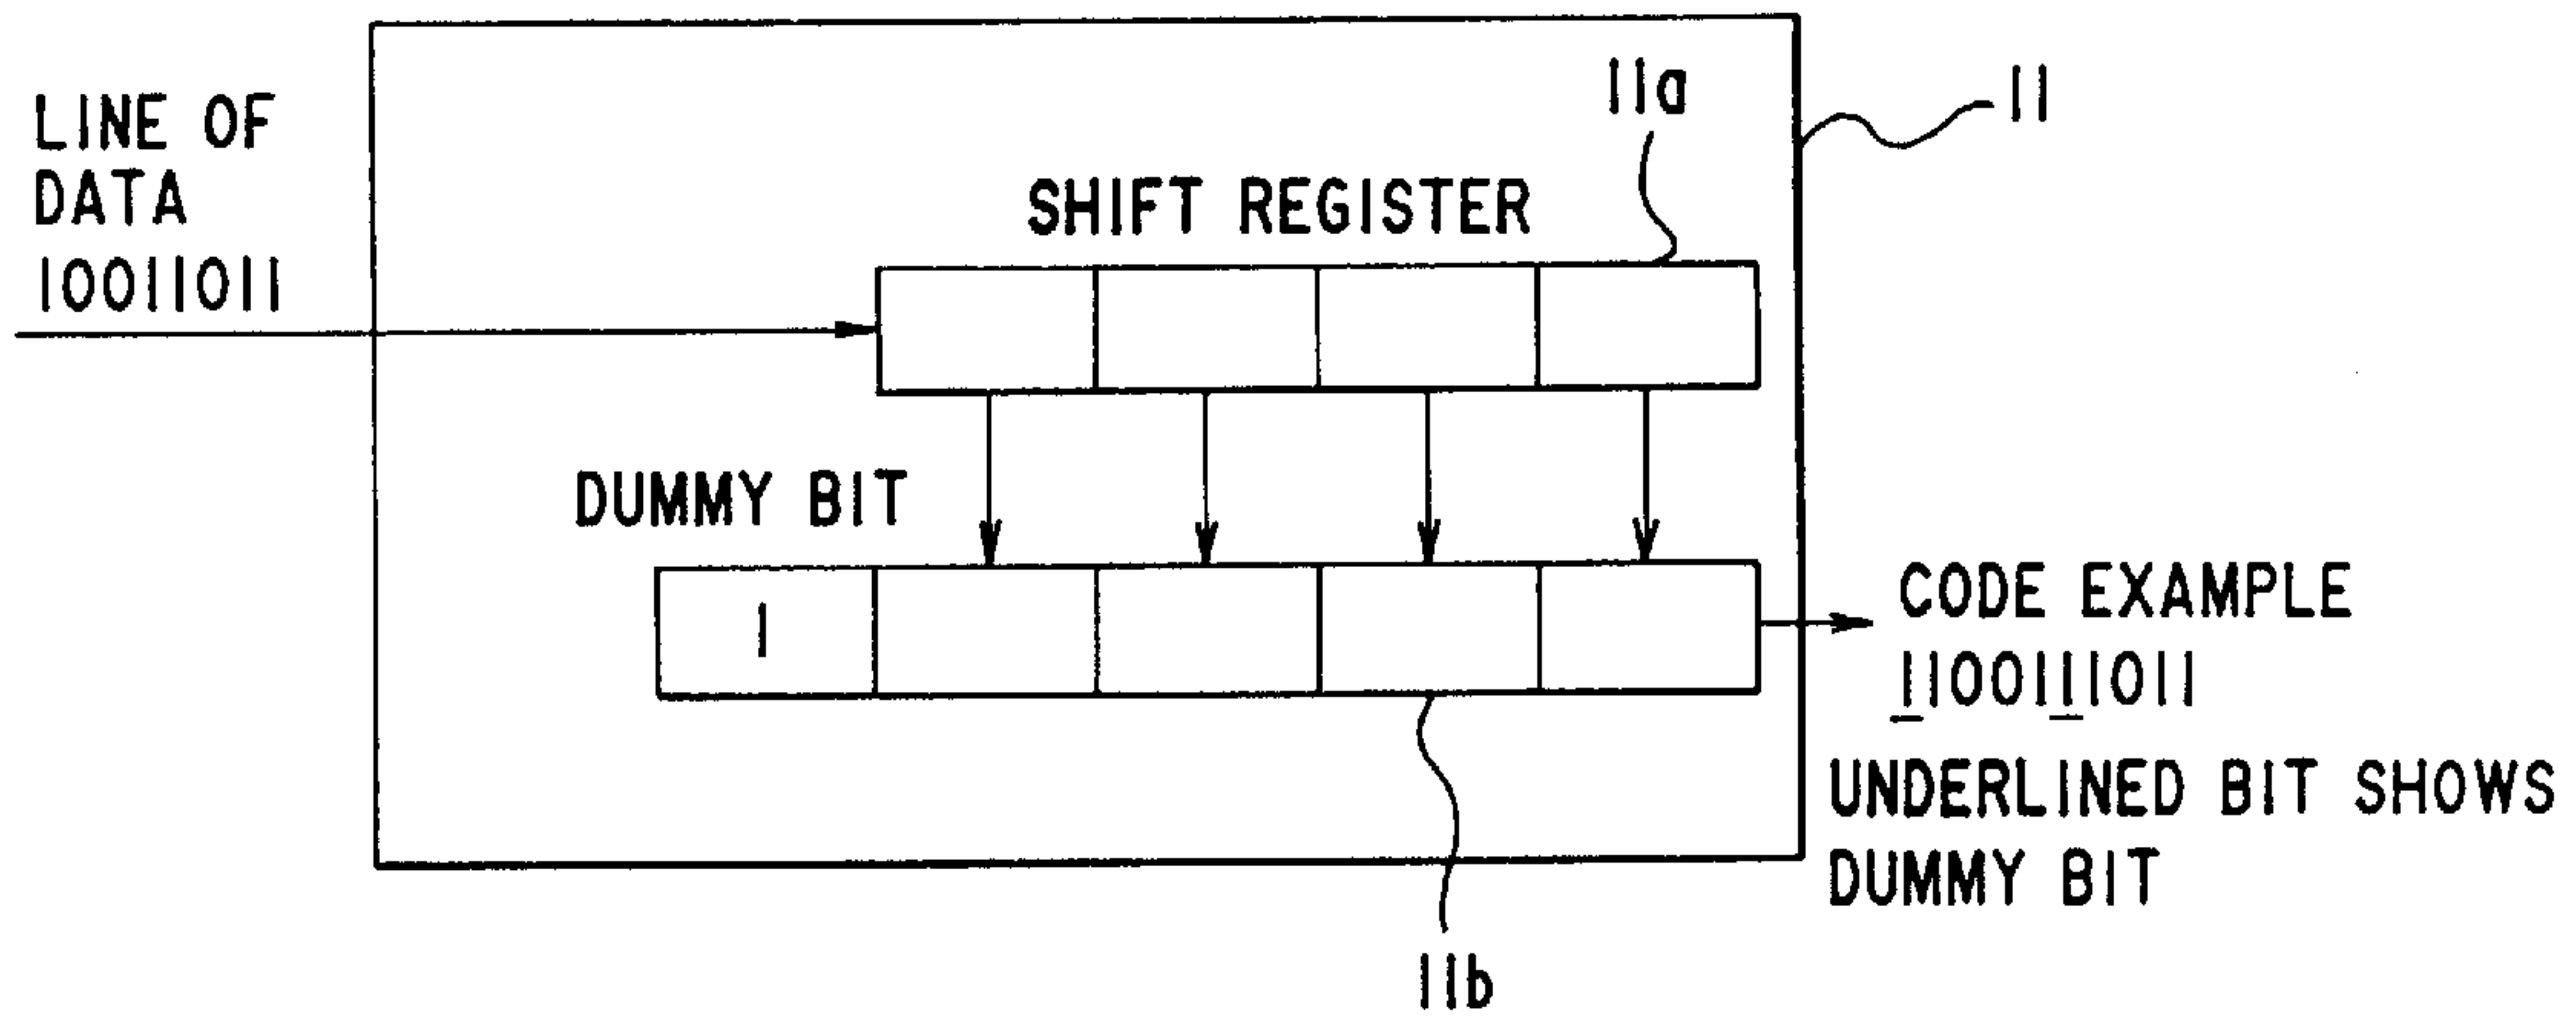 LINE OF
DATA
10011011
11a
11
SHIFT REGISTER
DUMMY BIT
1
CODE EXAMPLE
1100111011
UNDERLINED BIT SHOWS
DUMMY BIT
11b